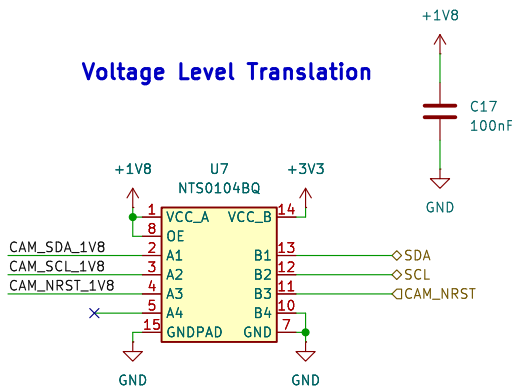 +1V8
Voltage Level Translation
C17
100nF
GND
+1V8 U7 +3V3
NTS0104BQ
1 VCC_A VCC_B 14
8 OE
CAM_SDA_1V8 2 A1 B1 13 SDA
CAM_SCL_1V8 3 A2 B2 12 SCL
CAM_NRST_1V8 4 A3 B3 11 CAM_NRST
5 A4 B4 10
15 GNDPAD GND 7
GND GND